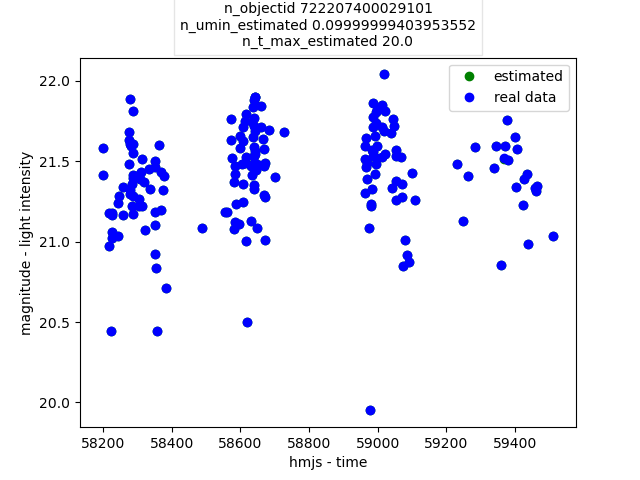 n_objectid 722207400029101
n_umin_estimated 0.09999999403953552
n_t_max_estimated 20.0
estimated
real data
22.0
21.5
21.0
20.5
20.0
magnitude - light intensity
58200 58400 58600 58800 59000 59200 59400
hmjs - time